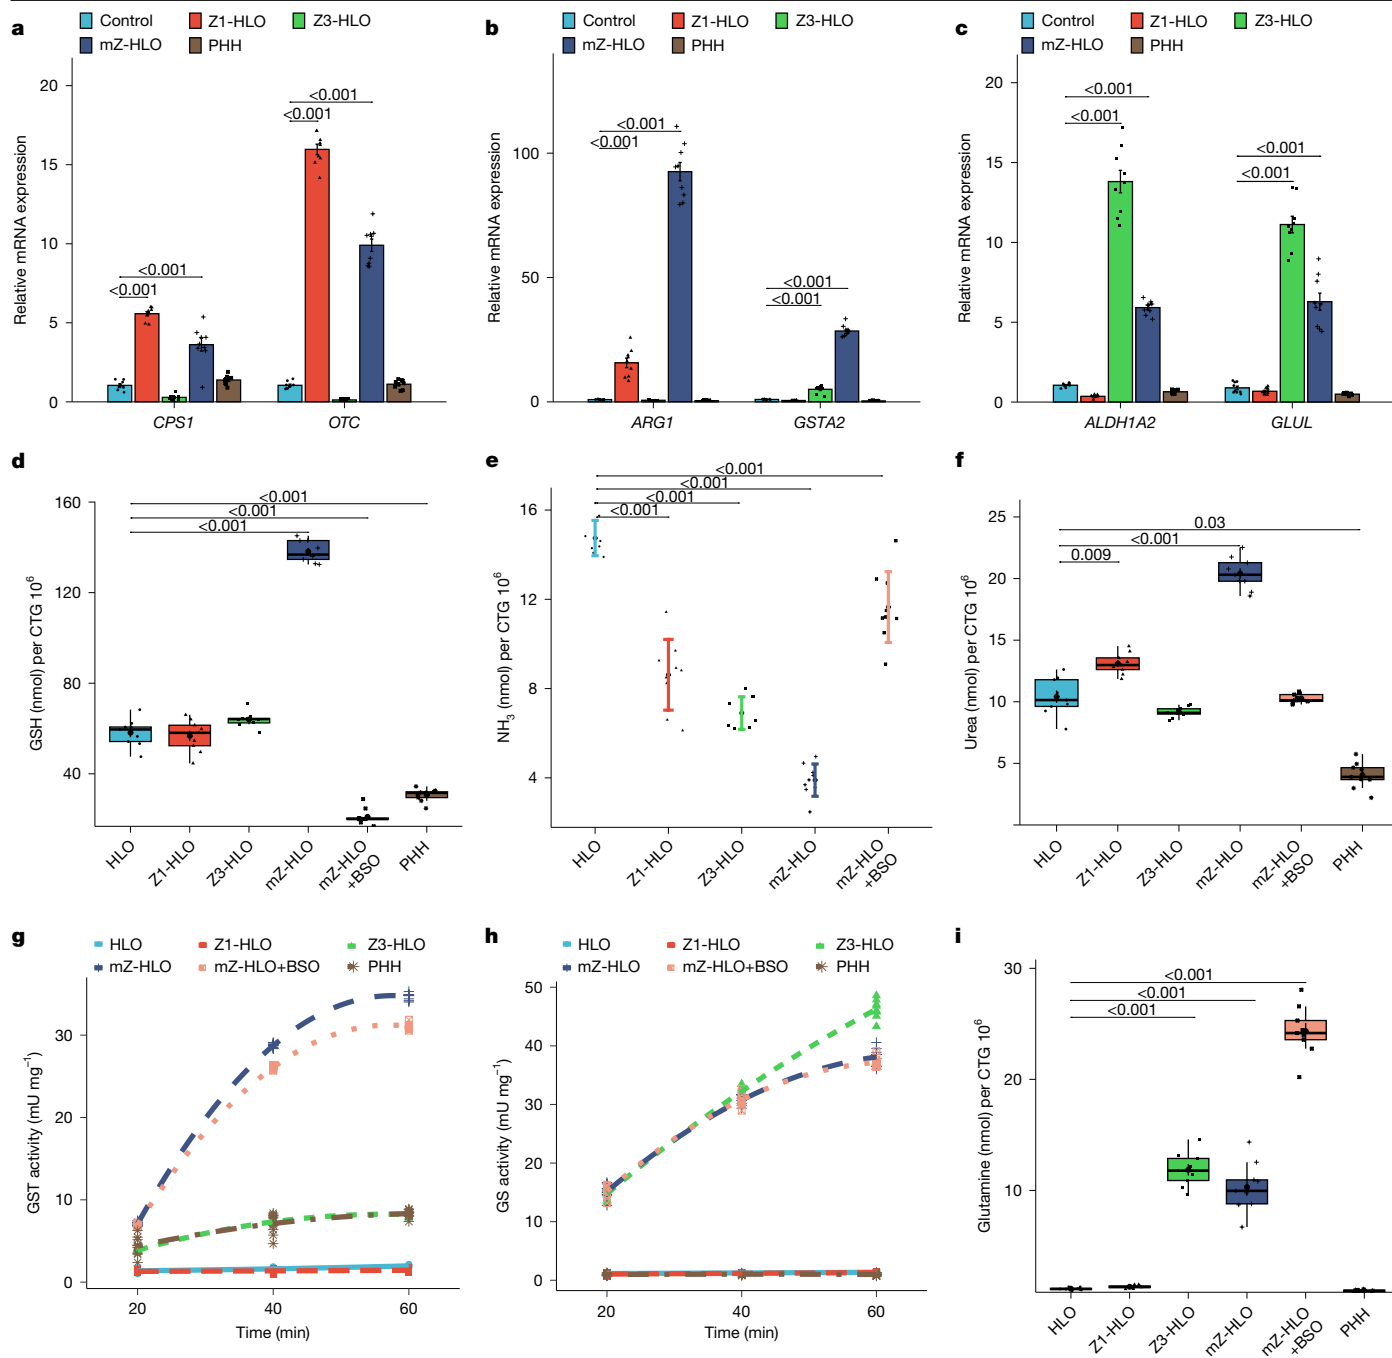 a
Control
Z1-HLO
Z3-HLO
mZ-HLO
PHH
Relative mRNA expression
20
15
10
5
0
<0.001
<0.001
<0.001
<0.001
CPS1
OTC
b
Control
Z1-HLO
Z3-HLO
mZ-HLO
PHH
Relative mRNA expression
100
50
0
<0.001
<0.001
<0.001
<0.001
ARG1
GSTA2
c
Control
Z1-HLO
Z3-HLO
mZ-HLO
PHH
Relative mRNA expression
20
15
10
5
0
<0.001
<0.001
<0.001
<0.001
ALDH1A2
GLUL
d
GSH (nmol) per CTG 10⁶
160
120
80
40
<0.001
<0.001
<0.001
HLO
Z1-HLO
Z3-HLO
mZ-HLO
mZ-HLO
+BSO
PHH
e
NH₃ (nmol) per CTG 10⁶
16
12
8
4
<0.001
<0.001
<0.001
<0.001
HLO
Z1-HLO
Z3-HLO
mZ-HLO
mZ-HLO
+BSO
f
Urea (nmol) per CTG 10⁶
25
20
15
10
5
0.03
<0.001
0.009
HLO
Z1-HLO
Z3-HLO
mZ-HLO
mZ-HLO
+BSO
PHH
g
HLO
Z1-HLO
Z3-HLO
mZ-HLO
mZ-HLO+BSO
PHH
GST activity (mU mg⁻¹)
30
20
10
0
20
40
60
Time (min)
h
HLO
Z1-HLO
Z3-HLO
mZ-HLO
mZ-HLO+BSO
PHH
GS activity (mU mg⁻¹)
50
40
30
20
10
0
20
40
60
Time (min)
i
Glutamine (nmol) per CTG 10⁶
30
20
10
<0.001
<0.001
<0.001
HLO
Z1-HLO
Z3-HLO
mZ-HLO
mZ-HLO
+BSO
PHH